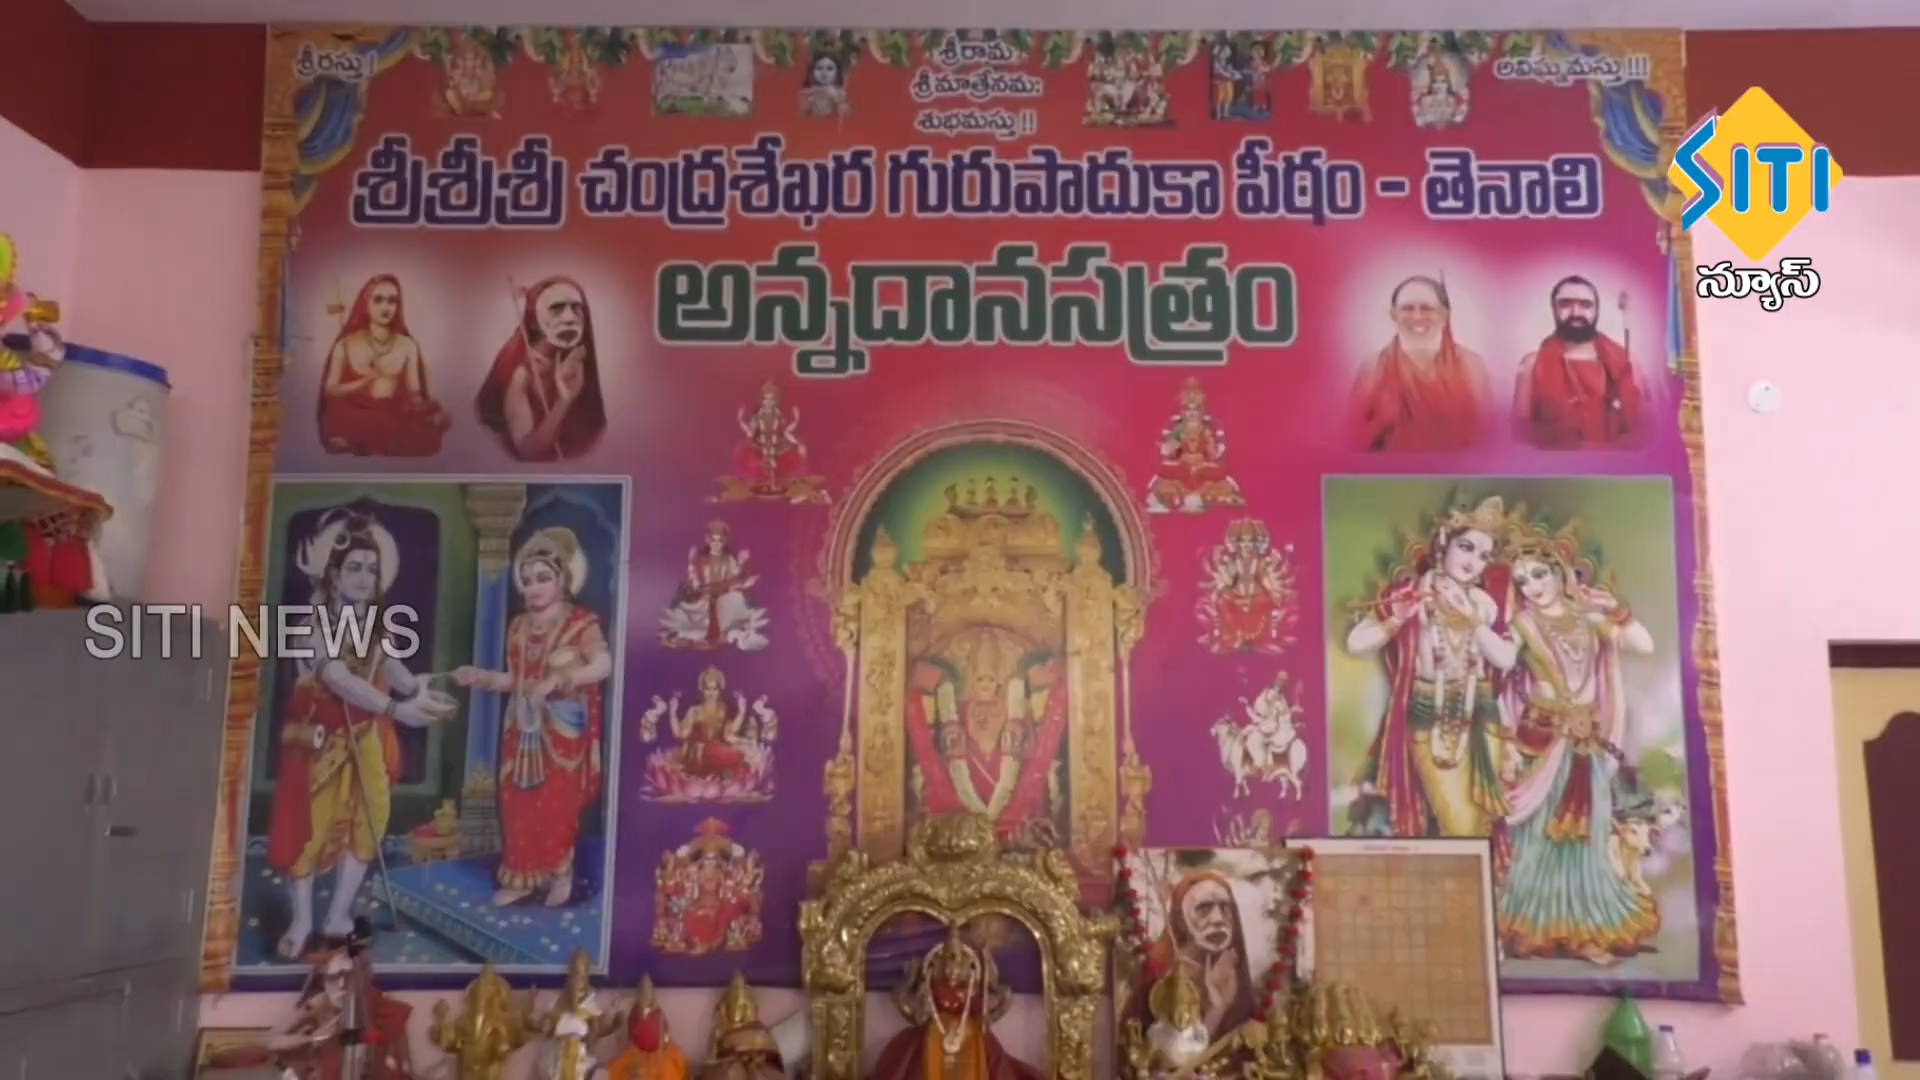 శ్రీరస్తు !
శ్రీరామ
శ్రీమాత్రేనమః
శుభమస్తు !!
అవిఘ్నమస్తు !!!
శ్రీశ్రీశ్రీ చంద్రశేఖర గురుపాదుకా పీఠం - తెనాలి
అన్నదానసత్రం
SITI
న్యూస్
SITI NEWS